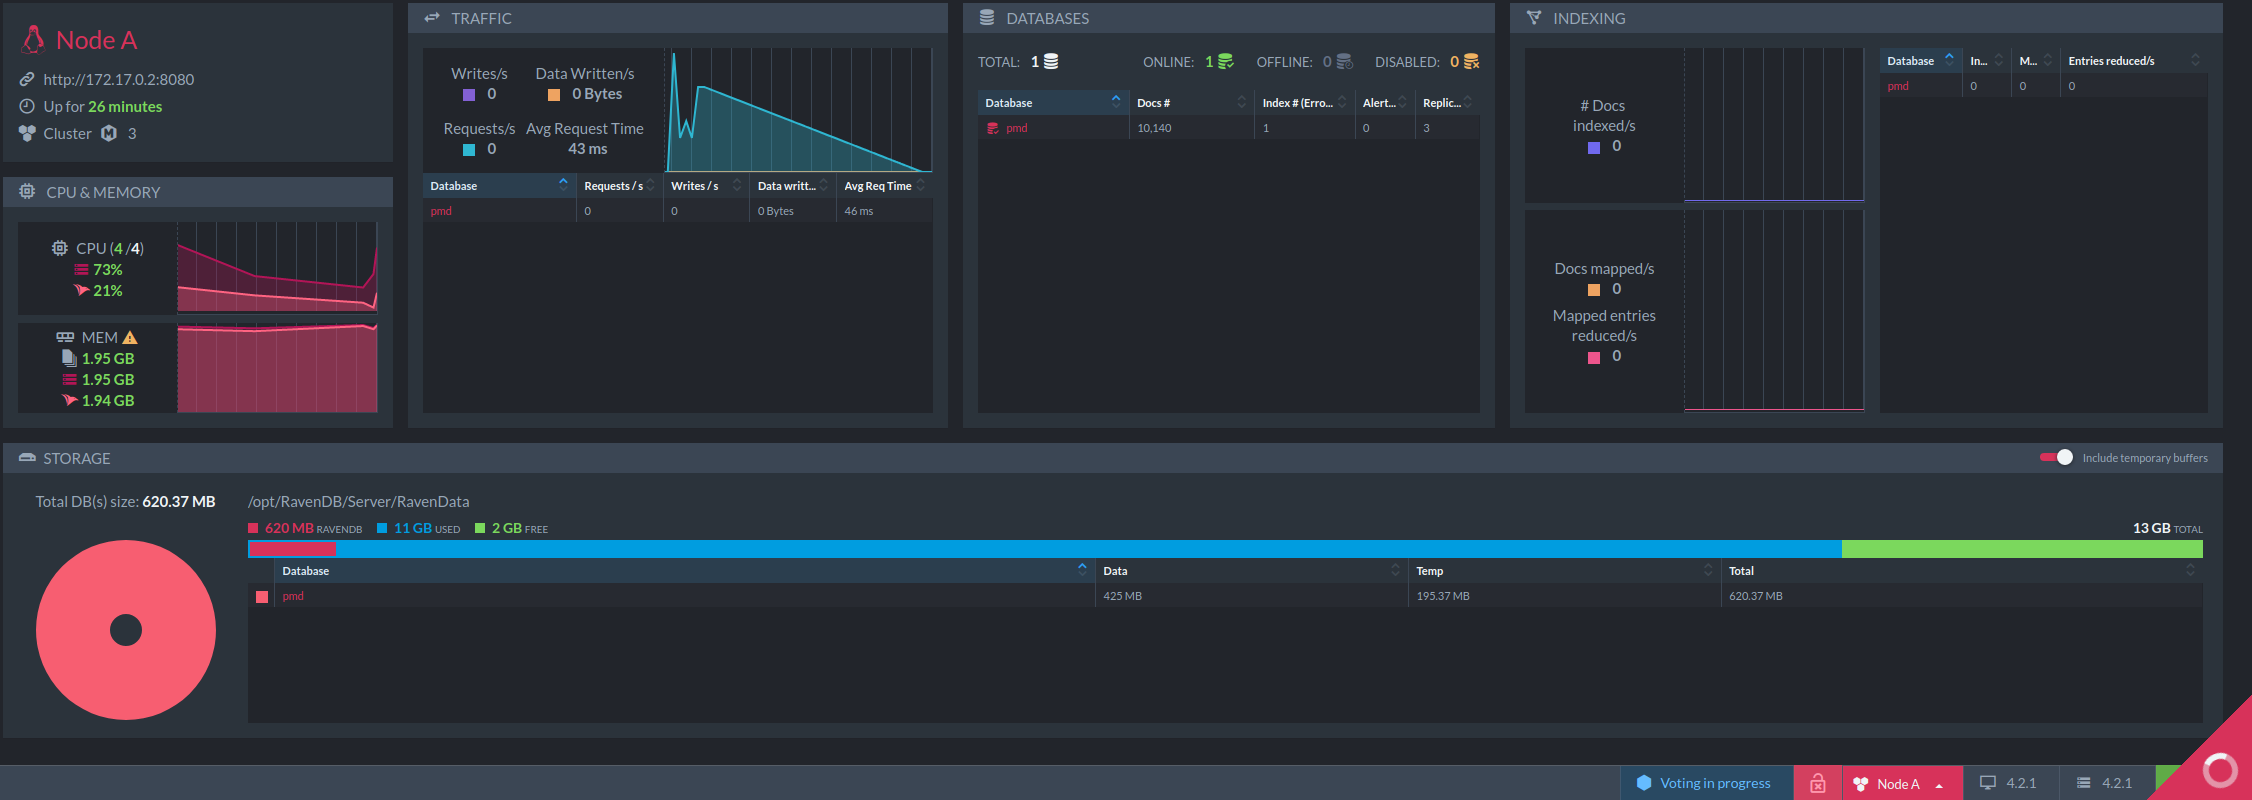 Node A
http://172.17.0.2:8080
Up for 26 minutes
Cluster M 3
CPU & MEMORY
CPU (4 /4)
73%
21%
MEM
1.95 GB
1.95 GB
1.94 GB
TRAFFIC
Writes/s Data Written/s
0 0 Bytes
Requests/s Avg Request Time
0 43 ms
Database Requests / s Writes / s Data writt... Avg Req Time
pmd 0 0 0 Bytes 46 ms
DATABASES
TOTAL: 1 ONLINE: 1 OFFLINE: 0 DISABLED: 0
Database Docs # Index # (Erro... Alert... Replic...
pmd 10,140 1 0 3
INDEXING
# Docs
indexed/s
0
Docs mapped/s
0
Mapped entries
reduced/s
0
Database In... M... Entries reduced/s
pmd 0 0 0
STORAGE Include temporary buffers
Total DB(s) size: 620.37 MB
/opt/RavenDB/Server/RavenData
620 MB RAVENDB 11 GB USED 2 GB FREE 13 GB TOTAL
Database Data Temp Total
pmd 425 MB 195.37 MB 620.37 MB
Voting in progress Node A 4.2.1 4.2.1